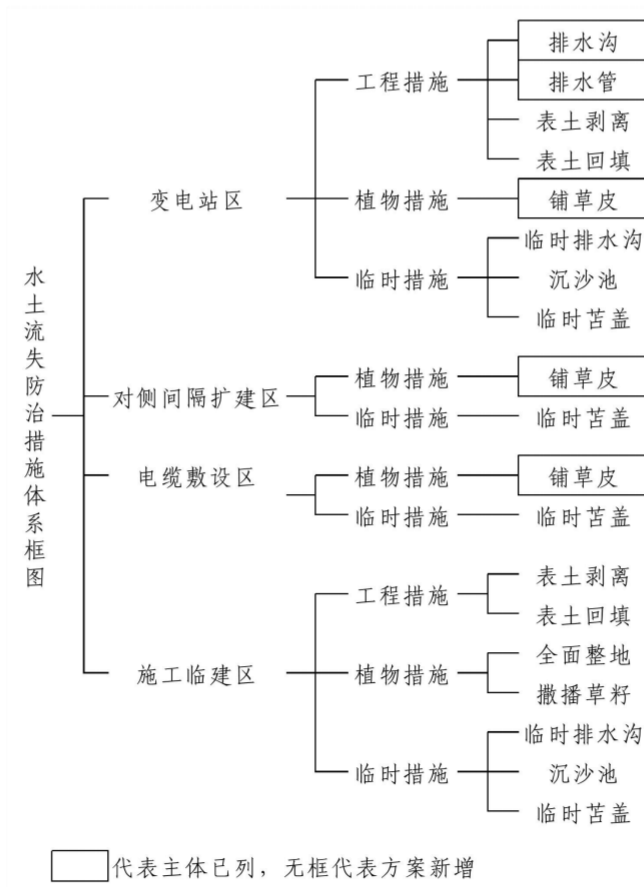 水土流失防治措施体系框图
变电站区
工程措施
排水沟
排水管
表土剥离
表土回填
植物措施
铺草皮
临时措施
临时排水沟
沉沙池
临时苫盖
对侧间隔扩建区
植物措施
铺草皮
临时措施
临时苫盖
电缆敷设区
植物措施
铺草皮
临时措施
临时苫盖
施工临建区
工程措施
表土剥离
表土回填
植物措施
全面整地
撒播草籽
临时措施
临时排水沟
沉沙池
临时苫盖
代表主体已列，无框代表方案新增